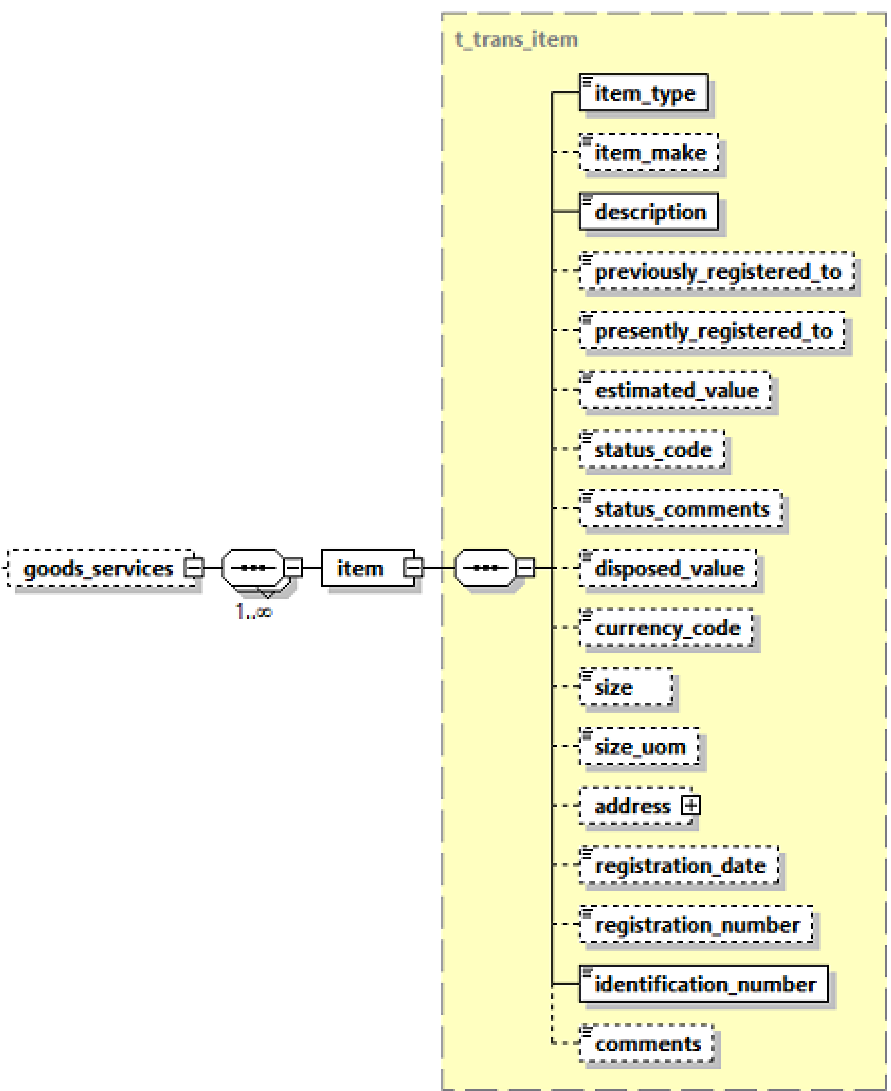 t_trans_item
item_type
item_make
description
previously_registered_to
presently_registered_to
estimated_value
status_code
status_comments
goods_services
1..∞
item
disposed_value
currency_code
size
size_uom
address
registration_date
registration_number
identification_number
comments